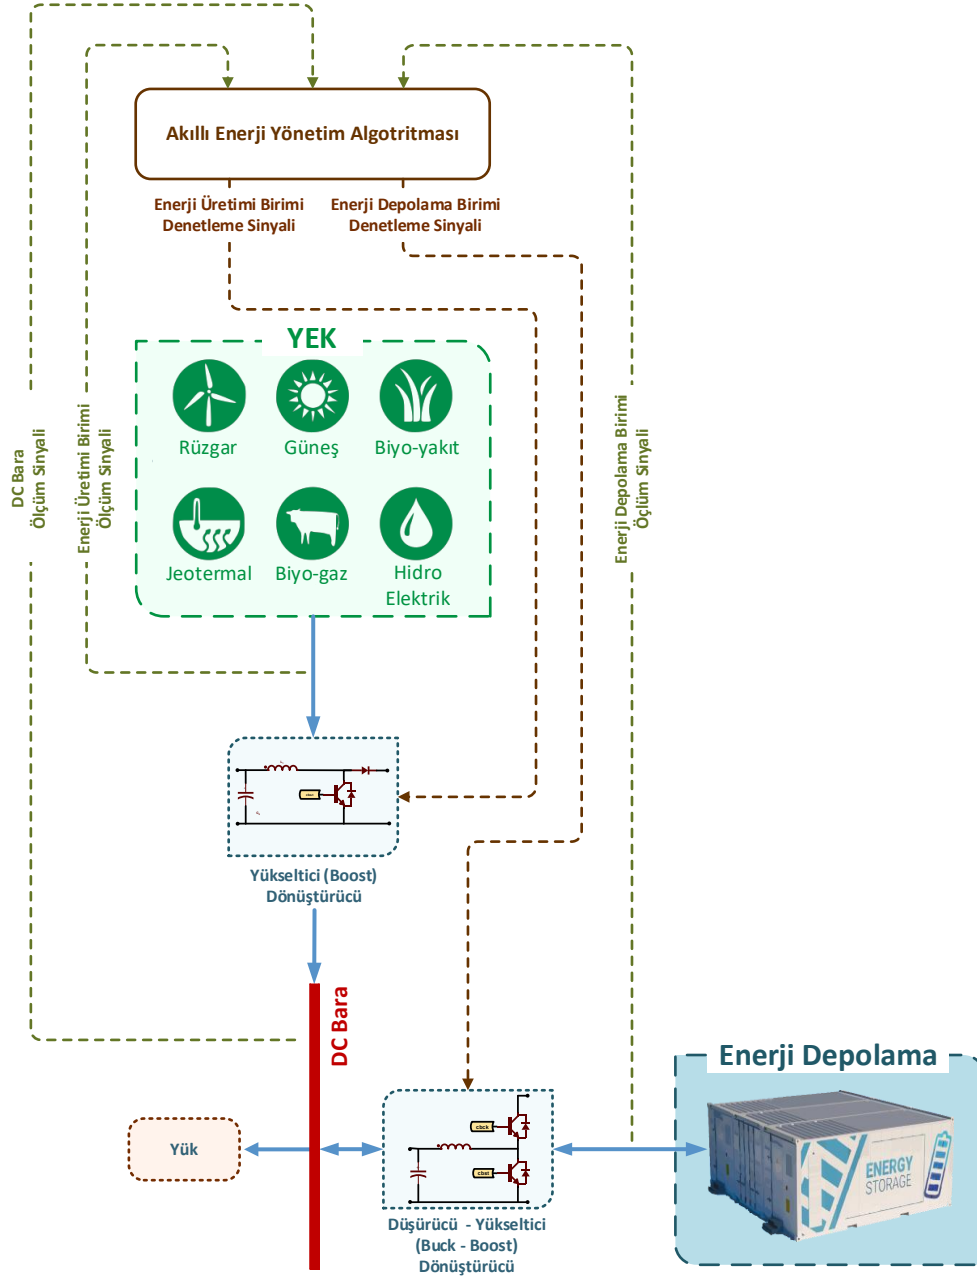 Akıllı Enerji Yönetim Algotritması
Enerji Üretimi Birimi
Denetleme Sinyali
Enerji Depolama Birimi
Denetleme Sinyali
YEK
Rüzgar
Güneş
Biyo-yakıt
Jeotermal
Biyo-gaz
Hidro
Elektrik
DC Bara
Ölçüm Sinyali
Enerji Üretimi Birimi
Ölçüm Sinyali
Enerji Depolama Birimi
Öçlüm Sinyali
Yükseltici (Boost)
Dönüştürücü
DC Bara
Enerji Depolama
Yük
cbck
cbst
ENERGY
STORAGE
Düşürücü - Yükseltici
(Buck - Boost)
Dönüştürücü